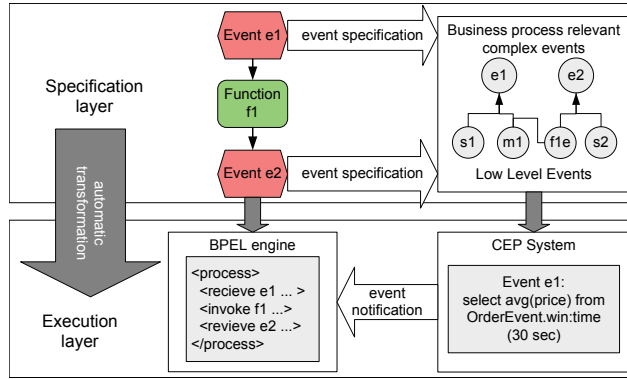 Event e1
event specification
Business process relevant
complex events
Specification
layer
Function
f1
e1
e2
s1
m1
f1e
s2
Event e2
event specification
Low Level Events
automatic
transformation
BPEL engine
CEP System
<process>
<recieve e1 ... >
<invoke f1 ...>
<revieve e2 ...>
</process>
event
notification
Event e1:
select avg(price) from
OrderEvent.win:time
(30 sec)
Execution
layer